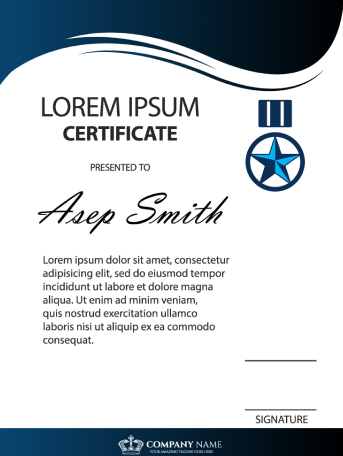 LOREM IPSUM
CERTIFICATE
PRESENTED TO
Asep Smith
Lorem ipsum dolor sit amet, consectetur
adipisicing elit, sed do eiusmod tempor
incididunt ut labore et dolore magna
aliqua. Ut enim ad minim veniam,
quis nostrud exercitation ullamco
laboris nisi ut aliquip ex ea commodo
consequat.
SIGNATURE
COMPANY NAME
YOUR AMAZING TAGLINE GOES HERE